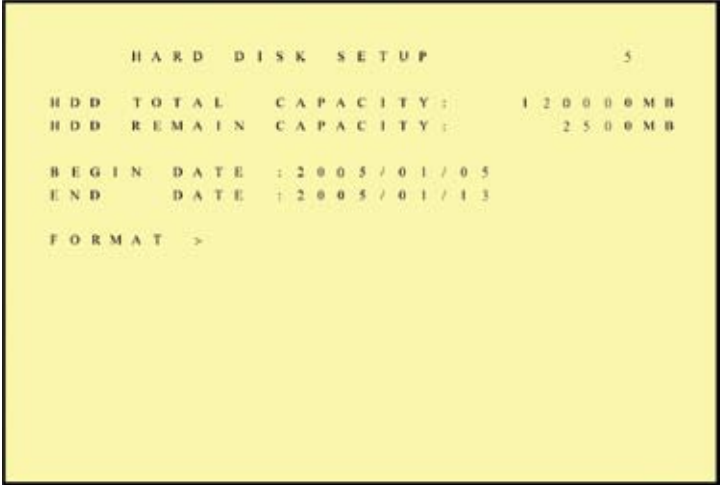 HARD DISK SETUP 5
HDD TOTAL CAPACITY: 120000MB
HDD REMAIN CAPACITY: 2500MB
BEGIN DATE :2005/01/05
END DATE :2005/01/13
FORMAT >